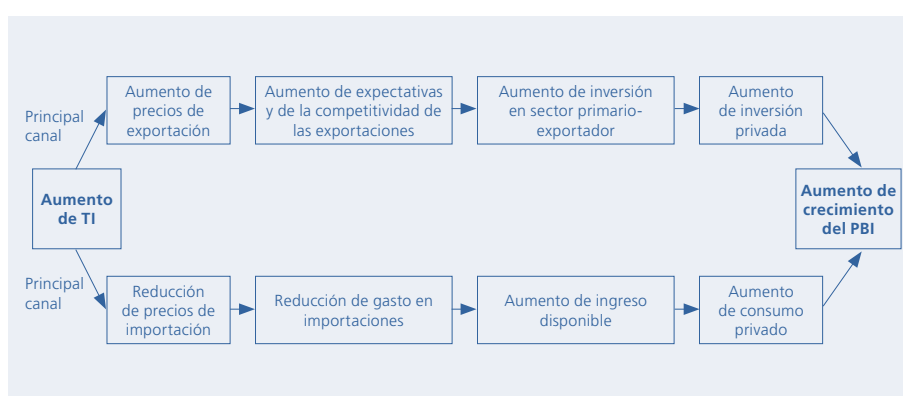 Principal
canal
Aumento de
precios de
exportación
Aumento de expectativas
y de la competitividad de
las exportaciones
Aumento de inversión
en sector primario-
exportador
Aumento
de inversión
privada
Aumento
de TI
Aumento de
crecimiento
del PBI
Principal
canal
Reducción
de precios de
importación
Reducción de gasto en
importaciones
Aumento de ingreso
disponible
Aumento
de consumo
privado